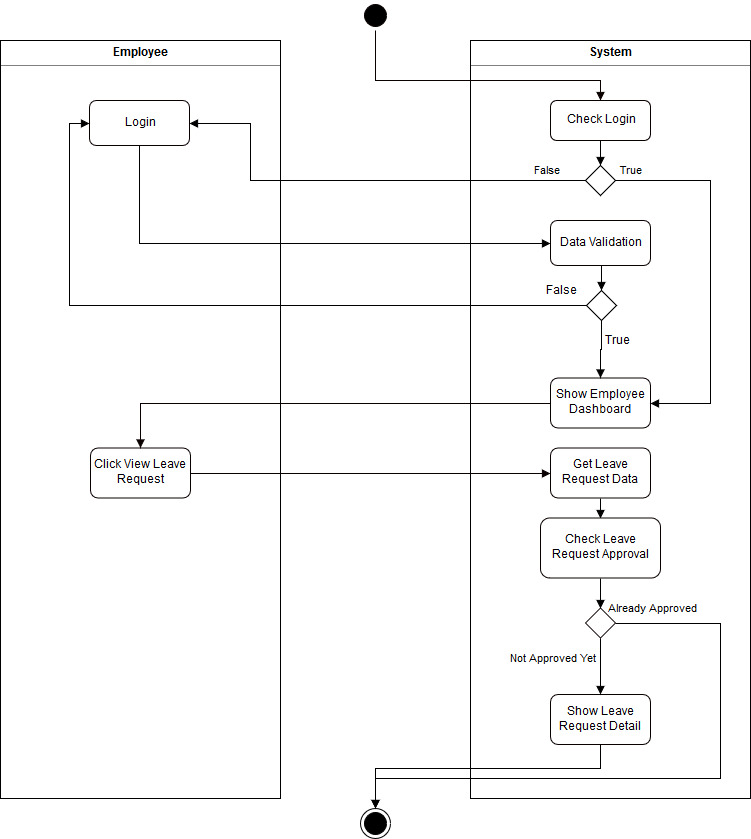 Employee
System
Login
Check Login
False
True
Data Validation
False
True
Show Employee
Dashboard
Click View Leave
Request
Get Leave
Request Data
Check Leave
Request Approval
Already Approved
Not Approved Yet
Show Leave
Request Detail